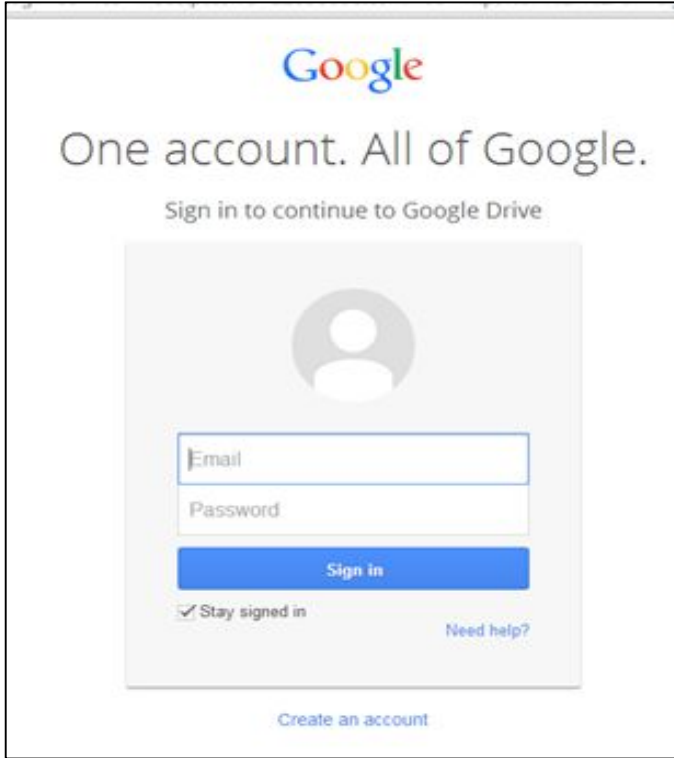 Google
One account. All of Google.
Sign in to continue to Google Drive
Email
Password
Sign in
Stay signed in
Need help?
Create an account